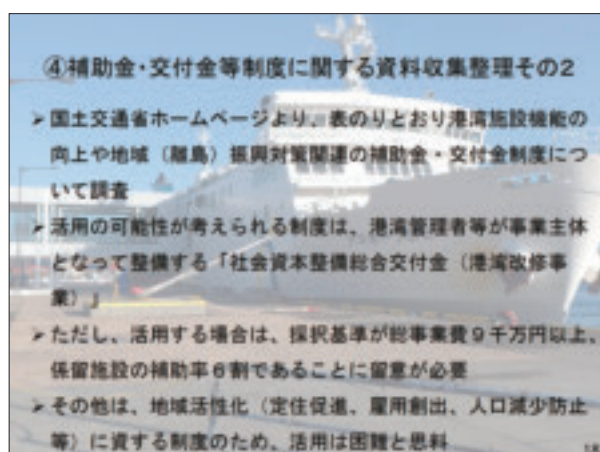 ④補助金・交付金等制度に関する資料収集整理その2
➢国土交通省ホームページより、表のりとおり港湾施設機能の
向上や地域（離島）振興対策関連の補助金・交付金制度につ
いて調査
➢活用の可能性が考えられる制度は、港湾管理者等が事業主体
となって整備する「社会資本整備総合交付金（港湾改修事
業）」
➢ただし、活用する場合は、採択基準が総事業費９千万円以上、
係留施設の補助率６割であることに留意が必要
➢その他は、地域活性化（定住促進、雇用創出、人口減少防止
等）に資する制度のため、活用は困難と思料